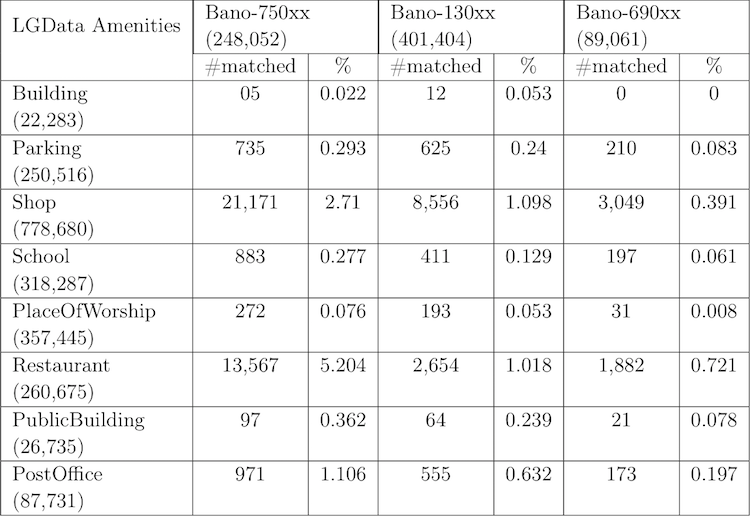 LGData Amenities Bano-750xx Bano-130xx Bano-690xx
(248,052) (401,404) (89,061)
#matched % #matched % #matched %
Building 05 0.022 12 0.053 0 0
(22,283)
Parking 735 0.293 625 0.24 210 0.083
(250,516)
Shop 21,171 2.71 8,556 1.098 3,049 0.391
(778,680)
School 883 0.277 411 0.129 197 0.061
(318,287)
PlaceOfWorship 272 0.076 193 0.053 31 0.008
(357,445)
Restaurant 13,567 5.204 2,654 1.018 1,882 0.721
(260,675)
PublicBuilding 97 0.362 64 0.239 21 0.078
(26,735)
PostOffice 971 1.106 555 0.632 173 0.197
(87,731)